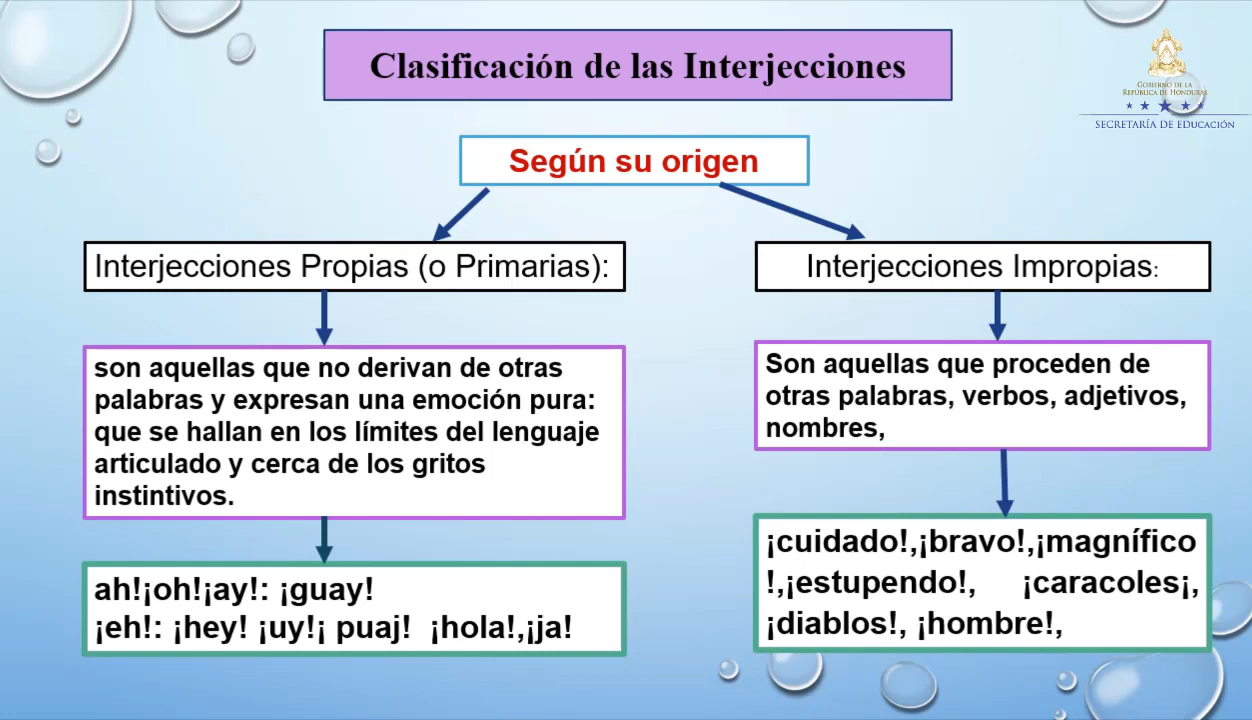 Clasificación de las Interjecciones
GOBIERNO DE LA
REPÚBLICA DE HONDURAS
SECRETARÍA DE EDUCACIÓN
Según su origen
Interjecciones Propias (o Primarias):
son aquellas que no derivan de otras
palabras y expresan una emoción pura:
que se hallan en los límites del lenguaje
articulado y cerca de los gritos
instintivos.
ah!¡oh!¡ay!: ¡guay!
¡eh!: ¡hey! ¡uy!¡ puaj! ¡hola!,¡ja!
Interjecciones Impropias:
Son aquellas que proceden de
otras palabras, verbos, adjetivos,
nombres,
¡cuidado!,¡bravo!,¡magnífico
!,¡estupendo!, ¡caracoles¡,
¡diablos!, ¡hombre!,